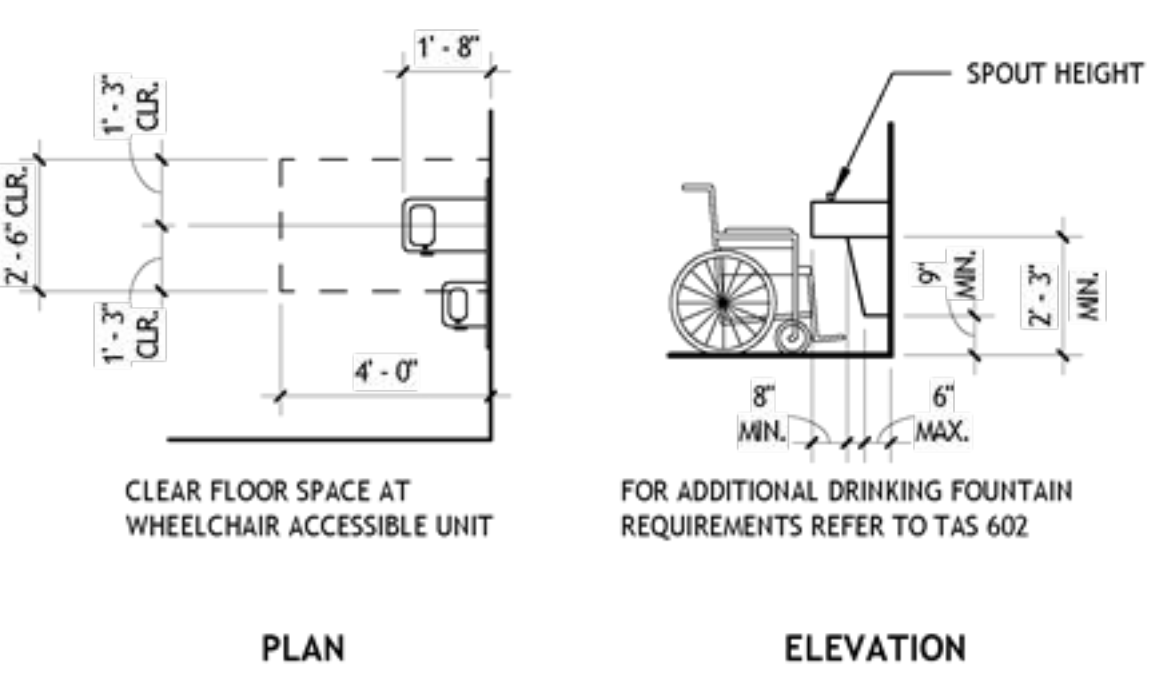 1' - 8"
1' - 3"
CLR.
2' - 6" CLR.
1' - 3"
CLR.
4' - 0"
CLEAR FLOOR SPACE AT
WHEELCHAIR ACCESSIBLE UNIT
PLAN
SPOUT HEIGHT
9"
MIN.
2' - 3"
MIN.
8"
MIN.
6"
MAX.
FOR ADDITIONAL DRINKING FOUNTAIN
REQUIREMENTS REFER TO TAS 602
ELEVATION